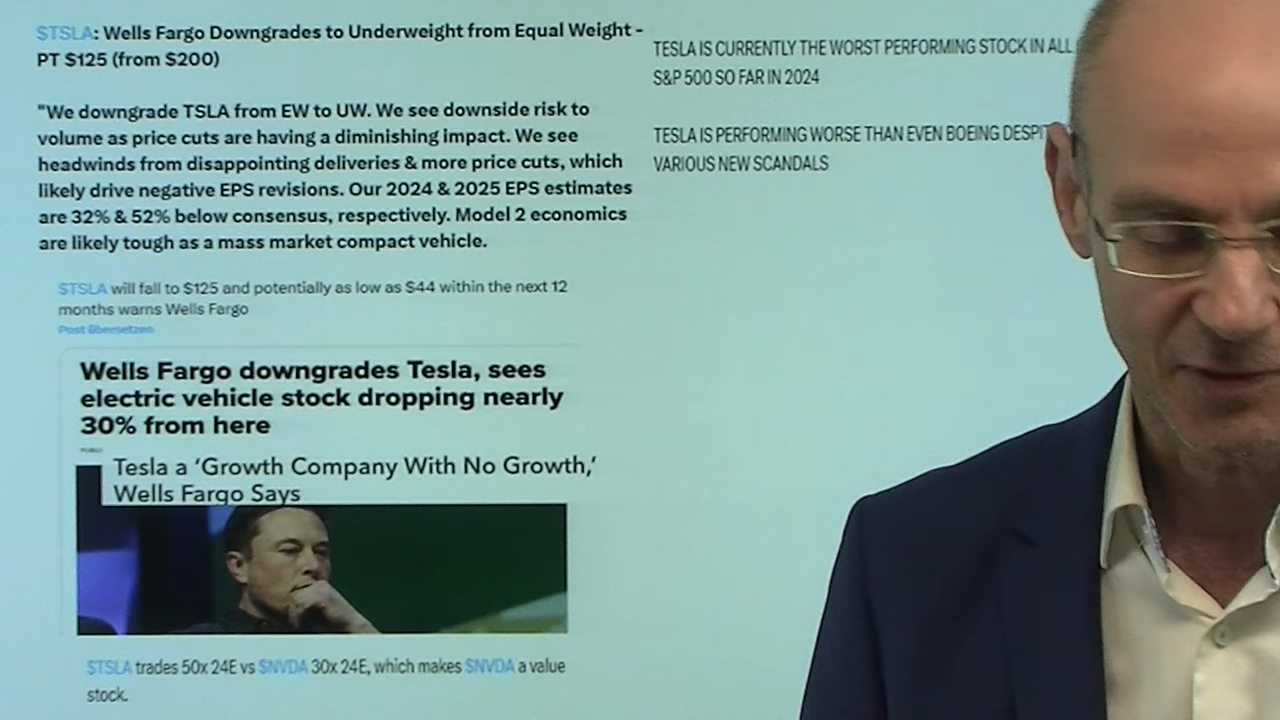 $TSLA: Wells Fargo Downgrades to Underweight from Equal Weight -
PT $125 (from $200)
"We downgrade TSLA from EW to UW. We see downside risk to
volume as price cuts are having a diminishing impact. We see
headwinds from disappointing deliveries & more price cuts, which
likely drive negative EPS revisions. Our 2024 & 2025 EPS estimates
are 32% & 52% below consensus, respectively. Model 2 economics
are likely tough as a mass market compact vehicle.
$TSLA will fall to $125 and potentially as low as $44 within the next 12
months warns Wells Fargo
Post übersetzen
Wells Fargo downgrades Tesla, sees
electric vehicle stock dropping nearly
30% from here
Tesla a ‘Growth Company With No Growth,’
Wells Fargo Says
$TSLA trades 50x 24E vs $NVDA 30x 24E, which makes $NVDA a value
stock.
TESLA IS CURRENTLY THE WORST PERFORMING STOCK IN ALL
S&P 500 SO FAR IN 2024
TESLA IS PERFORMING WORSE THAN EVEN BOEING
VARIOUS NEW SCANDALS